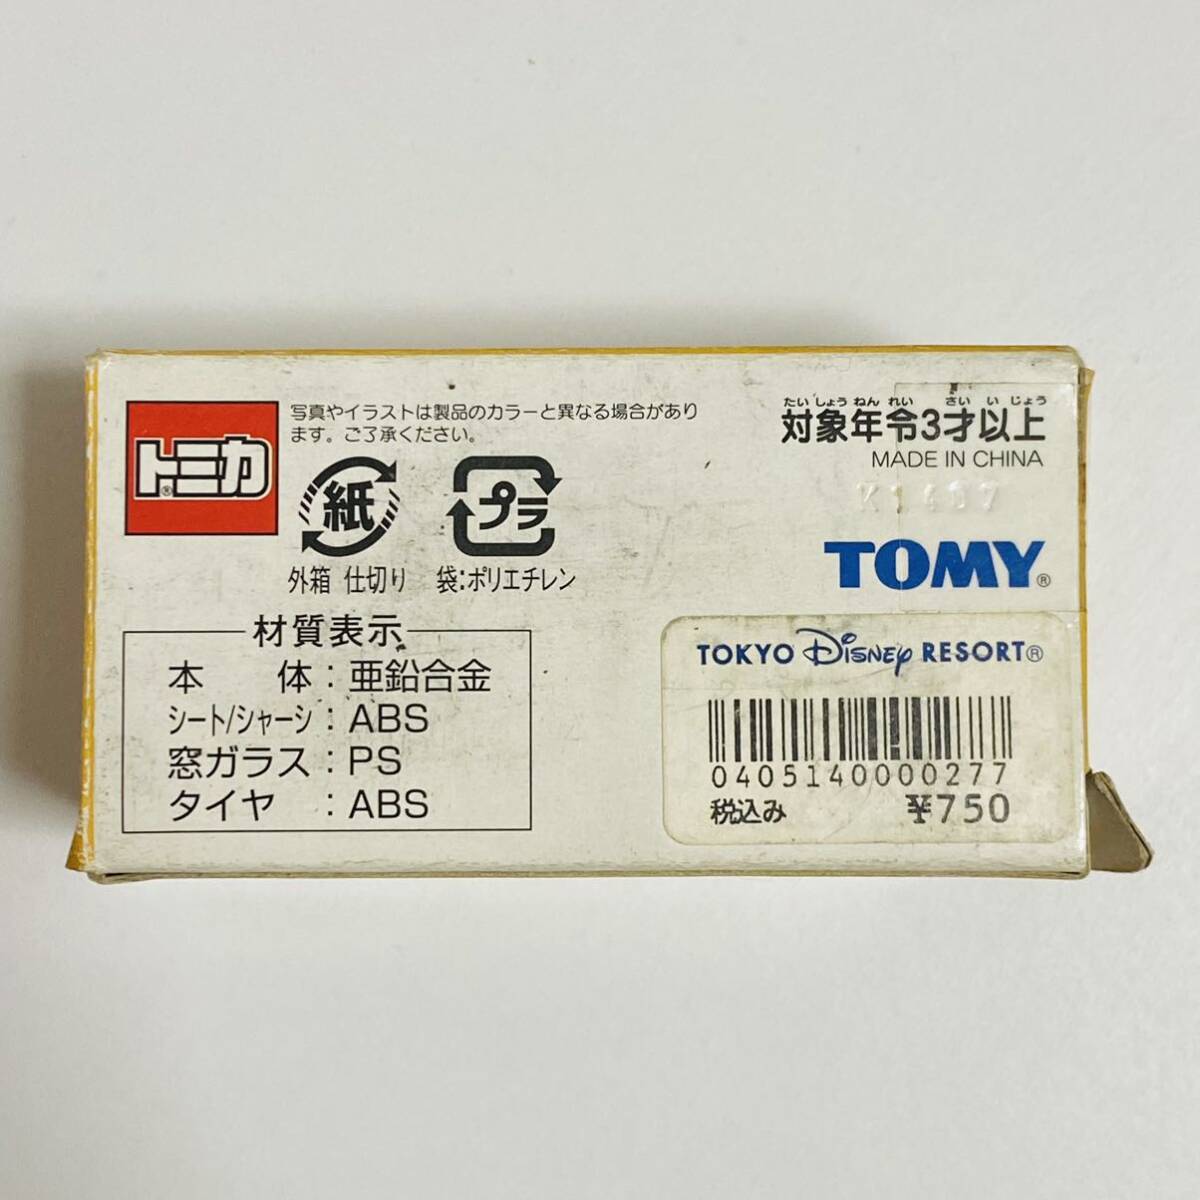 トミカ®
写真やイラストは製品のカラーと異なる場合があり
ます。ご了承ください。
紙
プラ
外箱 仕切り
袋:ポリエチレン
材質表示
本体:亜鉛合金
シート/シャーシ:ABS
窓ガラス:PS
タイヤ:ABS
たいしょうねんれい さいいじょう
対象年令3才以上
MADE IN CHINA
TOMY®
TOKYO Disney RESORT®
0405140000277
税込み ¥750